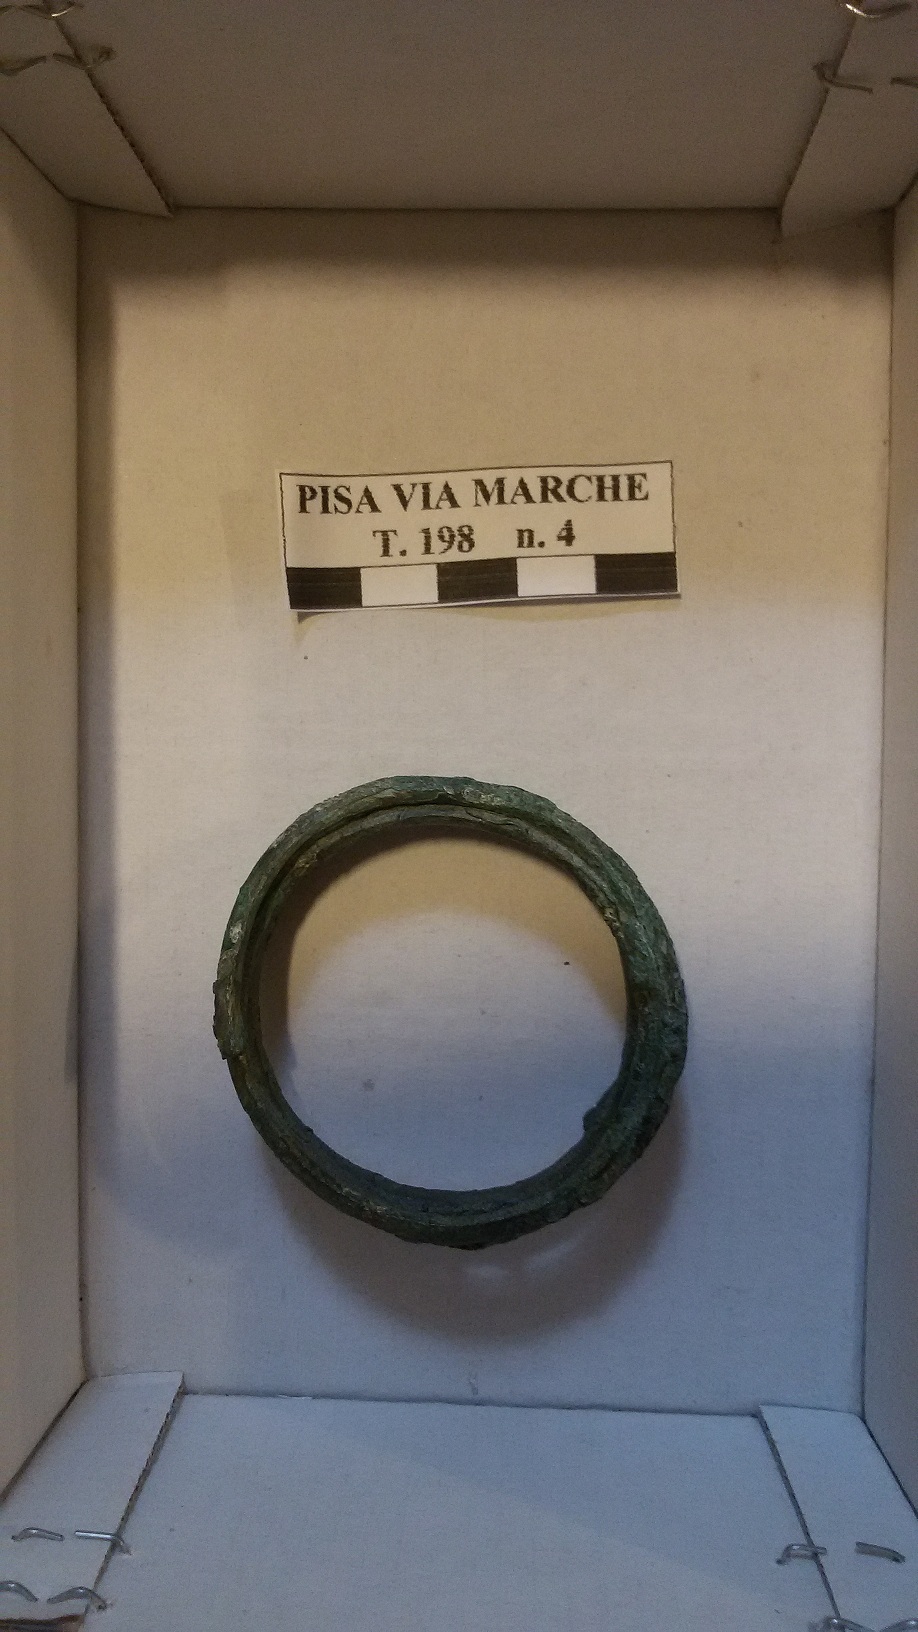 PISA VIA MARCHE
T. 198 n. 4